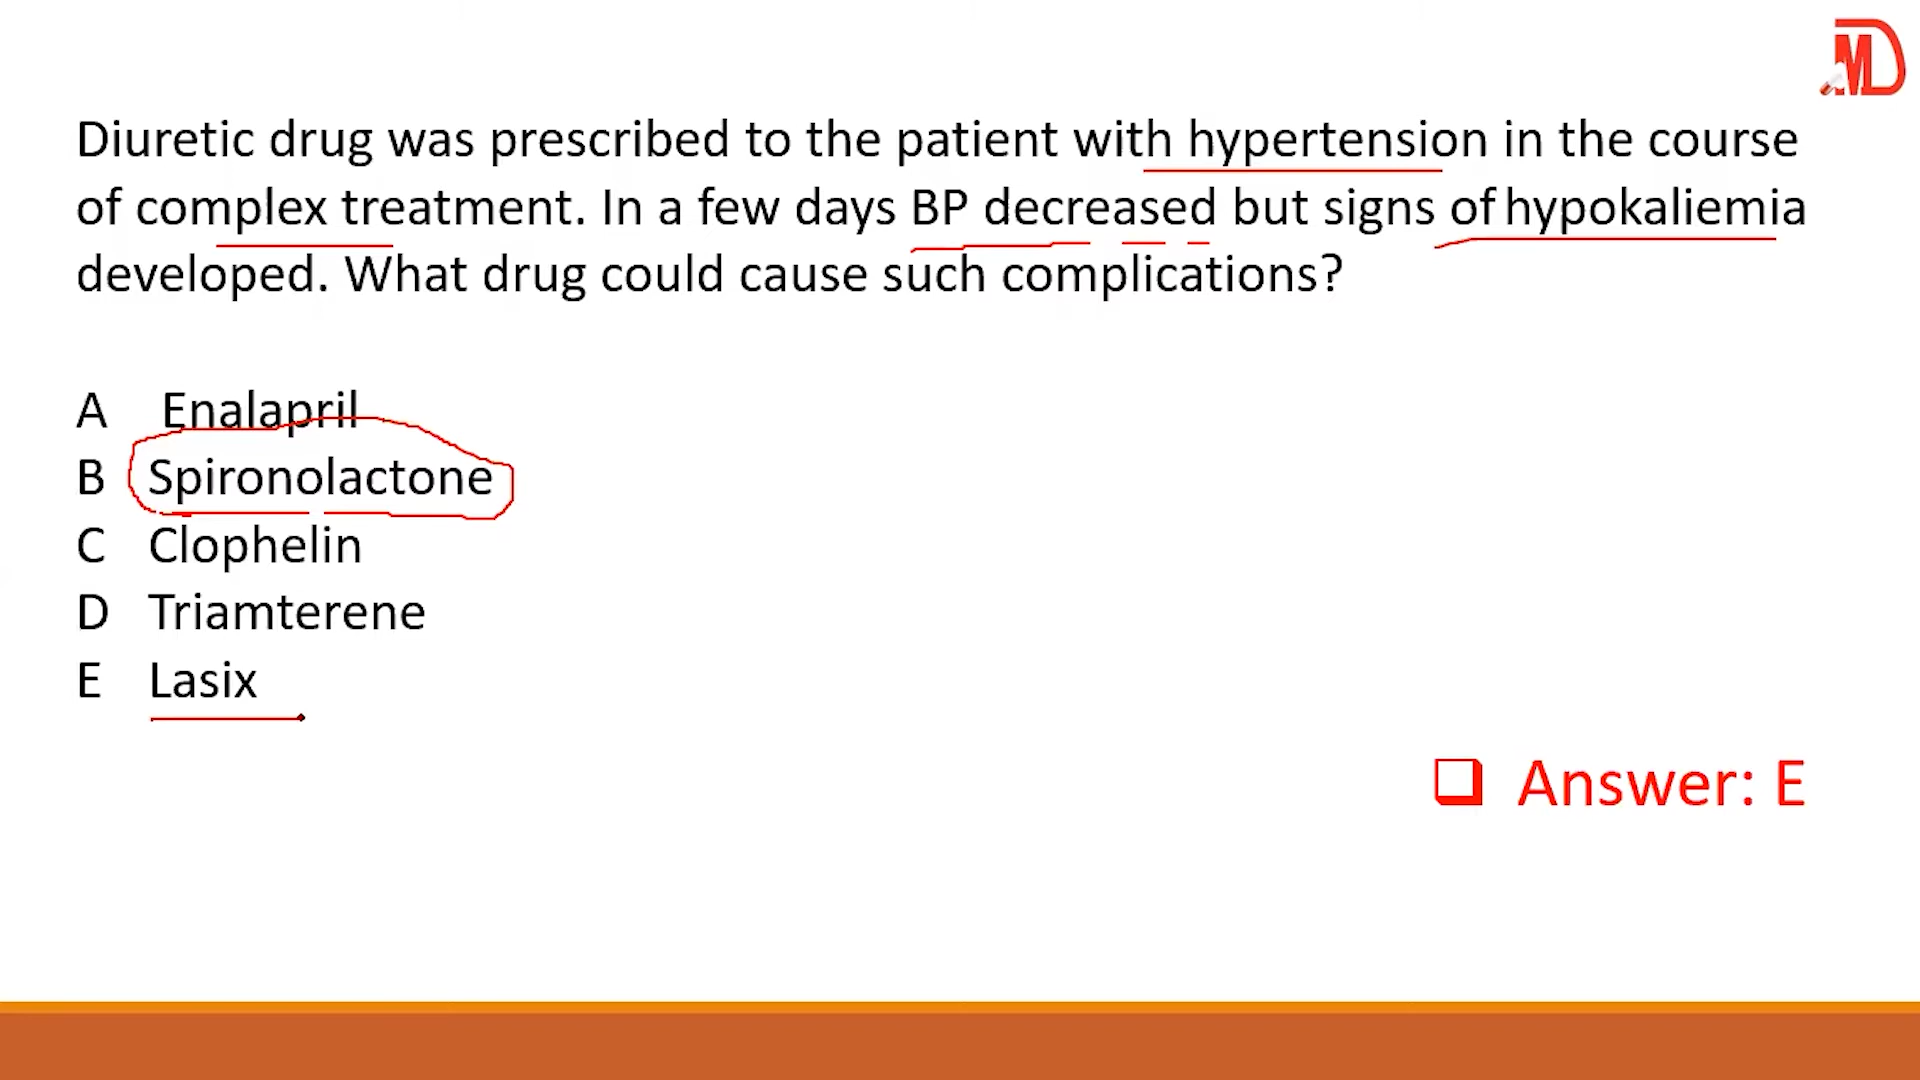 MD
Diuretic drug was prescribed to the patient with hypertension in the course
of complex treatment. In a few days BP decreased but signs of hypokaliemia
developed. What drug could cause such complications?
A Enalapril
B Spironolactone
C Clophelin
D Triamterene
E Lasix
Answer: E